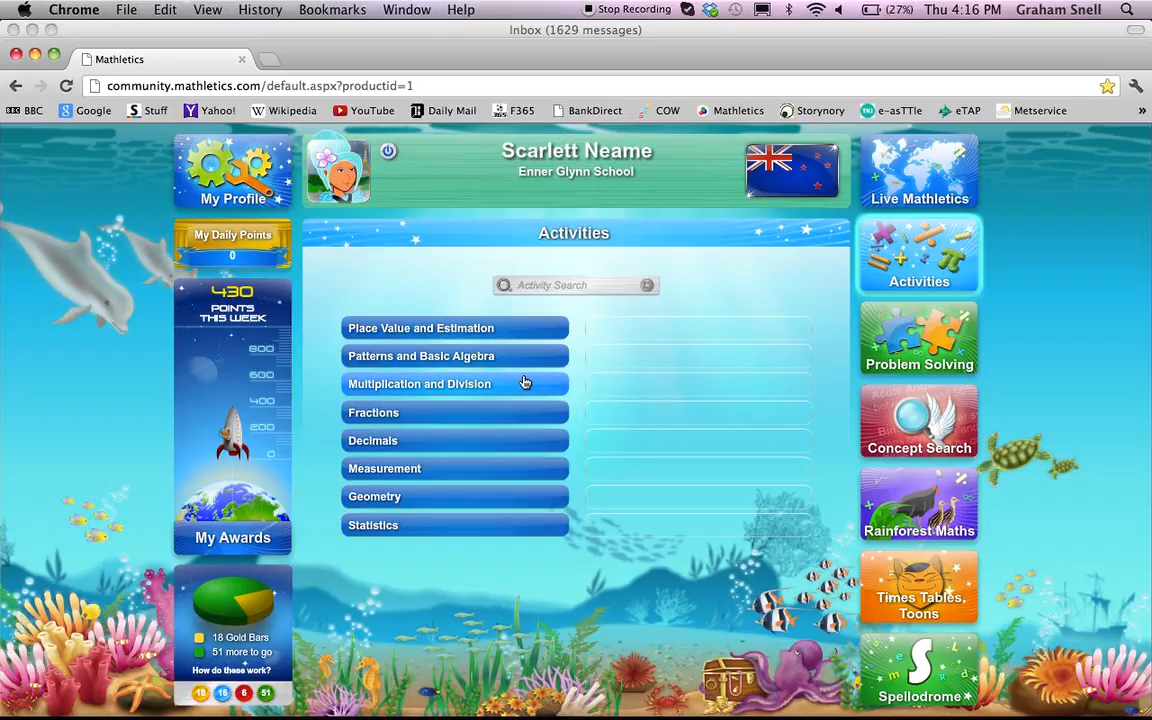 Chrome File Edit View History Bookmarks Window Help Stop Recording (27%) Thu 4:16 PM Graham Snell
Inbox (1629 messages)
Mathletics
community.mathletics.com/default.aspx?productid=1
BBC Google Stuff Yahoo! Wikipedia YouTube Daily Mail F365 BankDirect COW Mathletics Storynory e-asTTle eTAP Metservice »
My Profile
Scarlett Neame
Enner Glynn School
Live Mathletics
My Daily Points
0
Activities
Activities
Activity Search
430
POINTS
THIS WEEK
800
600
400
200
0
My Awards
Place Value and Estimation
Patterns and Basic Algebra
Multiplication and Division
Fractions
Decimals
Measurement
Geometry
Statistics
Problem Solving
Concept Search
Rainforest Maths
Times Tables,
Toons
Spellodrome
18 Gold Bars
51 more to go
How do these work?
18 16 6 51